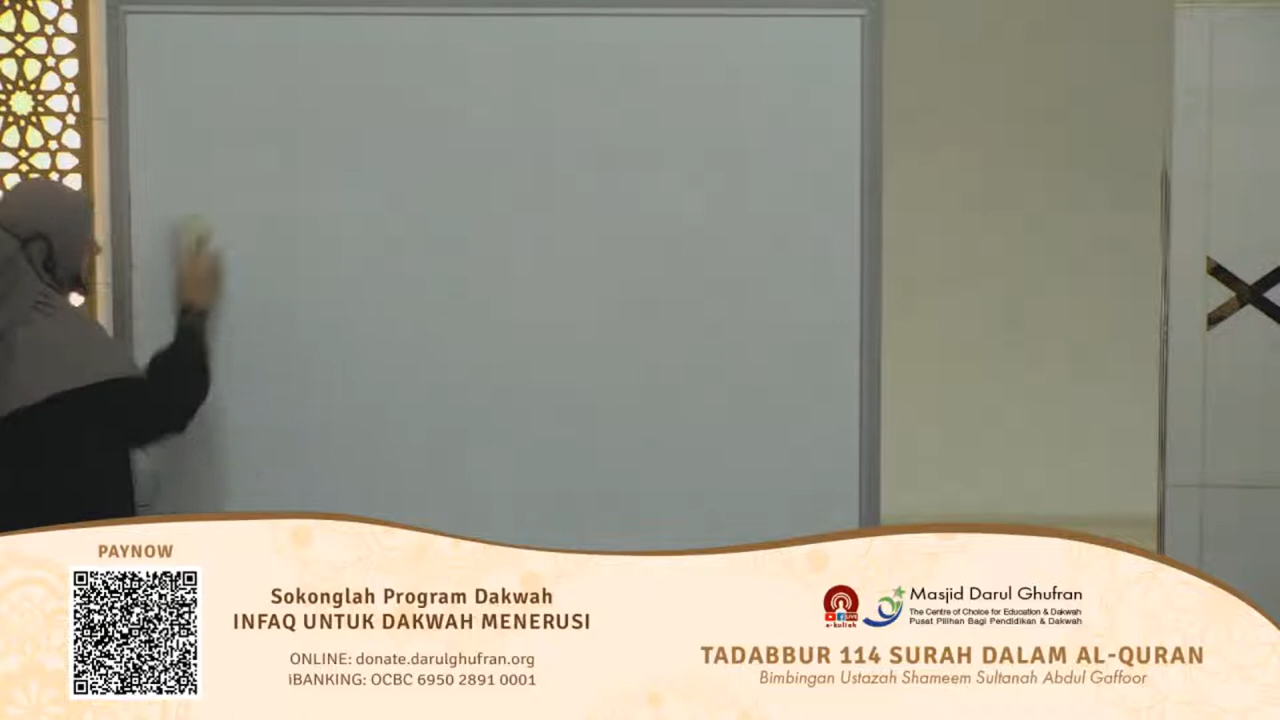 PAYNOW
Sokonglah Program Dakwah
INFAQ UNTUK DAKWAH MENERUSI
ONLINE: donate.darulghufran.org
iBANKING: OCBC 6950 2891 0001
LIVE
e-kuliah
Masjid Darul Ghufran
The Centre of Choice for Education & Dakwah
Pusat Pilihan Bagi Pendidikan & Dakwah
TADABBUR 114 SURAH DALAM AL-QURAN
Bimbingan Ustazah Shameem Sultanah Abdul Gaffoor